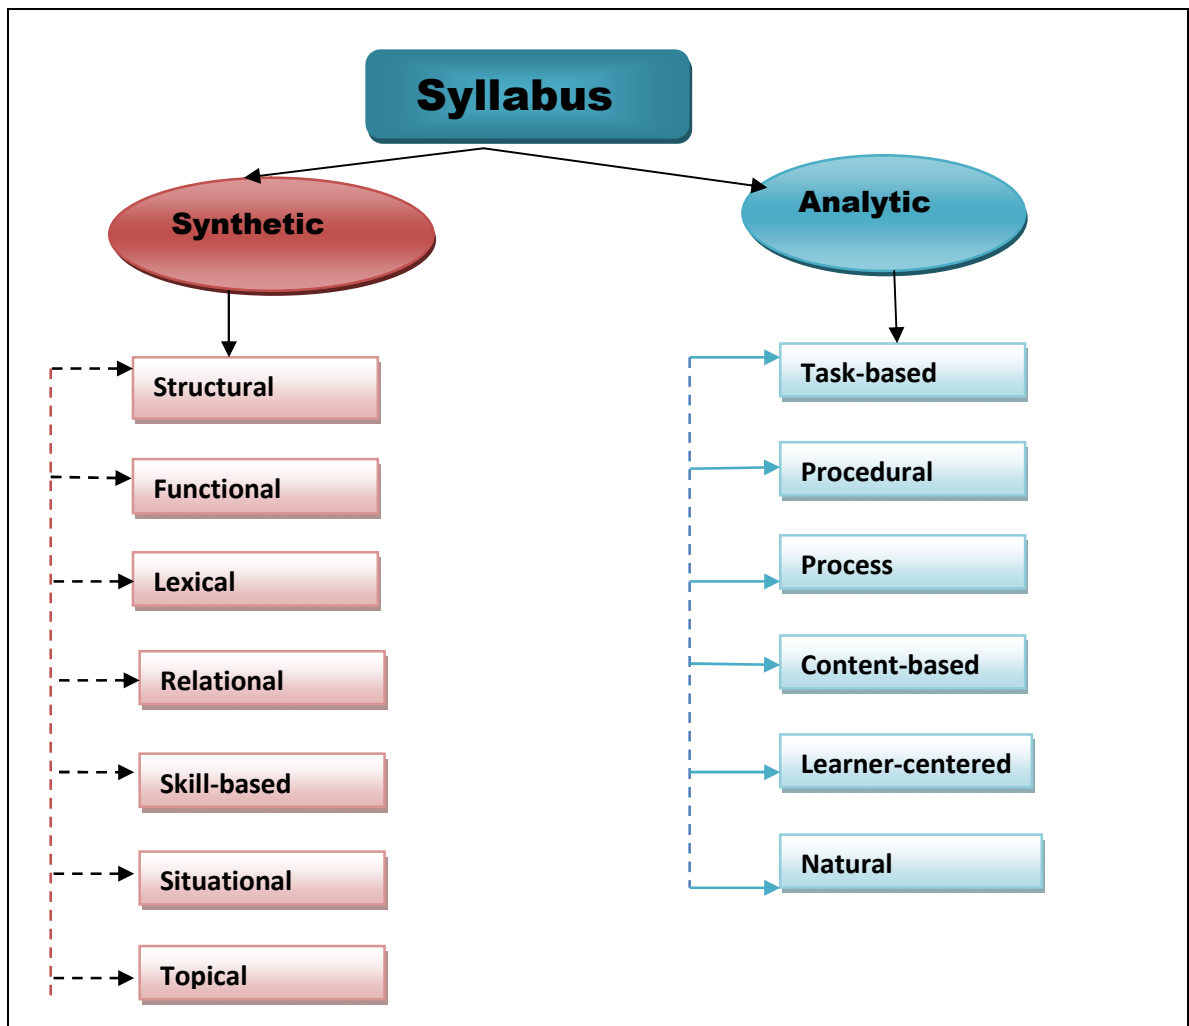 Syllabus
Synthetic
Analytic
Structural
Functional
Lexical
Relational
Skill-based
Situational
Topical
Task-based
Procedural
Process
Content-based
Learner-centered
Natural